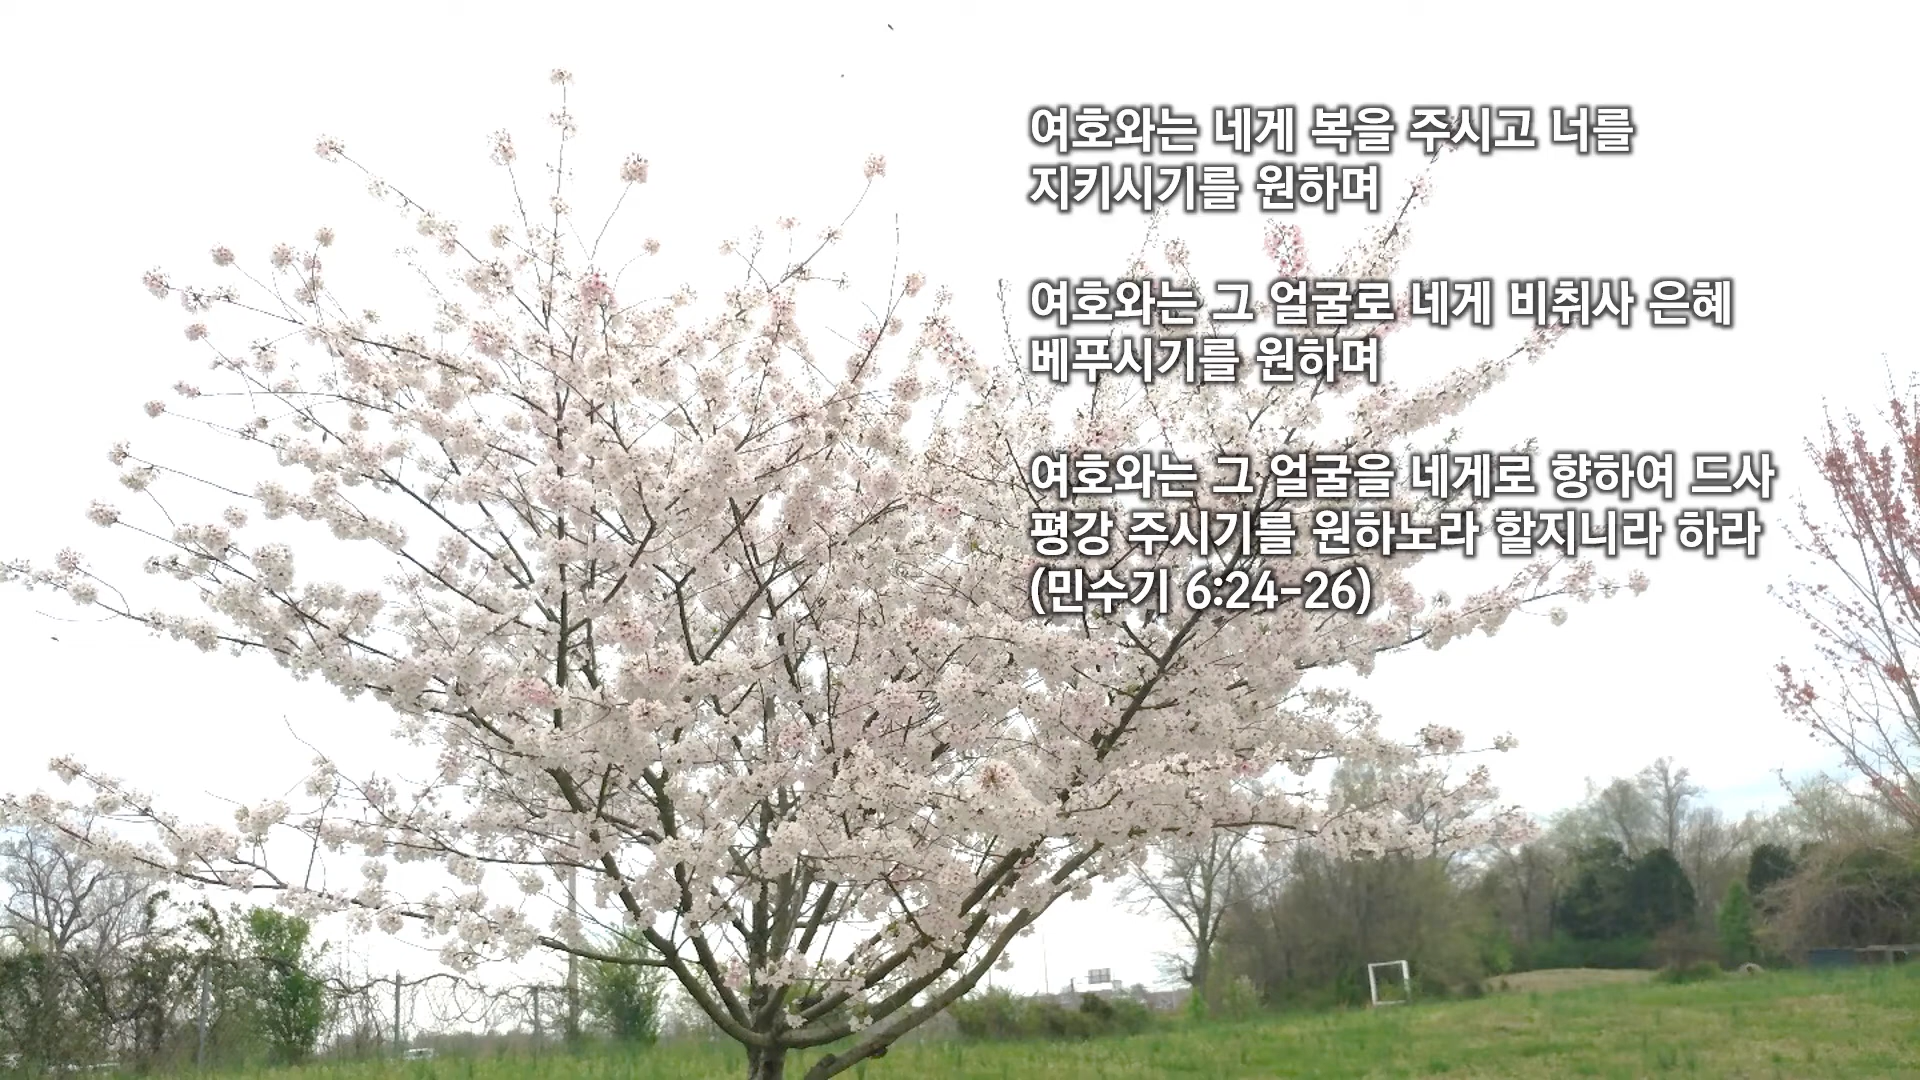 여호와는 네게 복을 주시고 너를
지키시기를 원하며
여호와는 그 얼굴로 네게 비취사 은혜
베푸시기를 원하며
여호와는 그 얼굴을 네게로 향하여 드사
평강 주시기를 원하노라 할지니라 하라
(민수기 6:24-26)